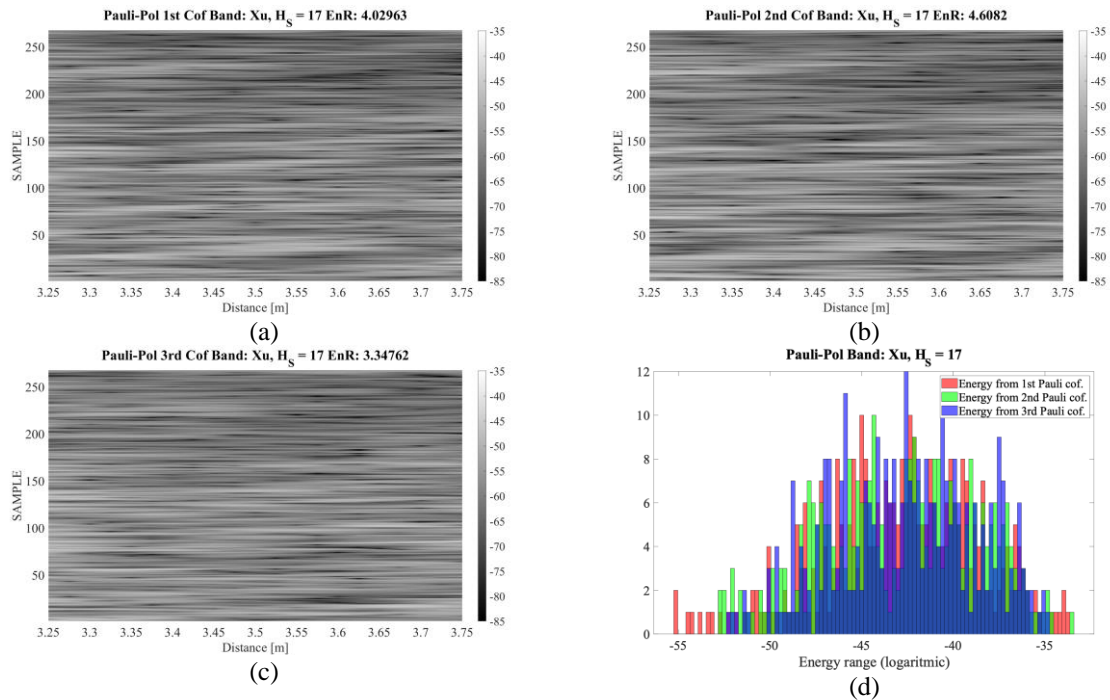 Pauli-Pol 1st Cof Band: Xu, H_S = 17 EnR: 4.02963
250
200
150
100
50
SAMPLE
3.25 3.3 3.35 3.4 3.45 3.5 3.55 3.6 3.65 3.7 3.75
Distance [m]
-35
-40
-45
-50
-55
-60
-65
-70
-75
-80
-85
(a)
Pauli-Pol 2nd Cof Band: Xu, H_S = 17 EnR: 4.6082
250
200
150
100
50
SAMPLE
3.25 3.3 3.35 3.4 3.45 3.5 3.55 3.6 3.65 3.7 3.75
Distance [m]
-35
-40
-45
-50
-55
-60
-65
-70
-75
-80
-85
(b)
Pauli-Pol 3rd Cof Band: Xu, H_S = 17 EnR: 3.34762
250
200
150
100
50
SAMPLE
3.25 3.3 3.35 3.4 3.45 3.5 3.55 3.6 3.65 3.7 3.75
Distance [m]
-35
-40
-45
-50
-55
-60
-65
-70
-75
-80
-85
(c)
Pauli-Pol Band: Xu, H_S = 17
12
10
8
6
4
2
0
Energy from 1st Pauli cof.
Energy from 2nd Pauli cof.
Energy from 3rd Pauli cof.
-55 -50 -45 -40 -35
Energy range (logaritmic)
(d)